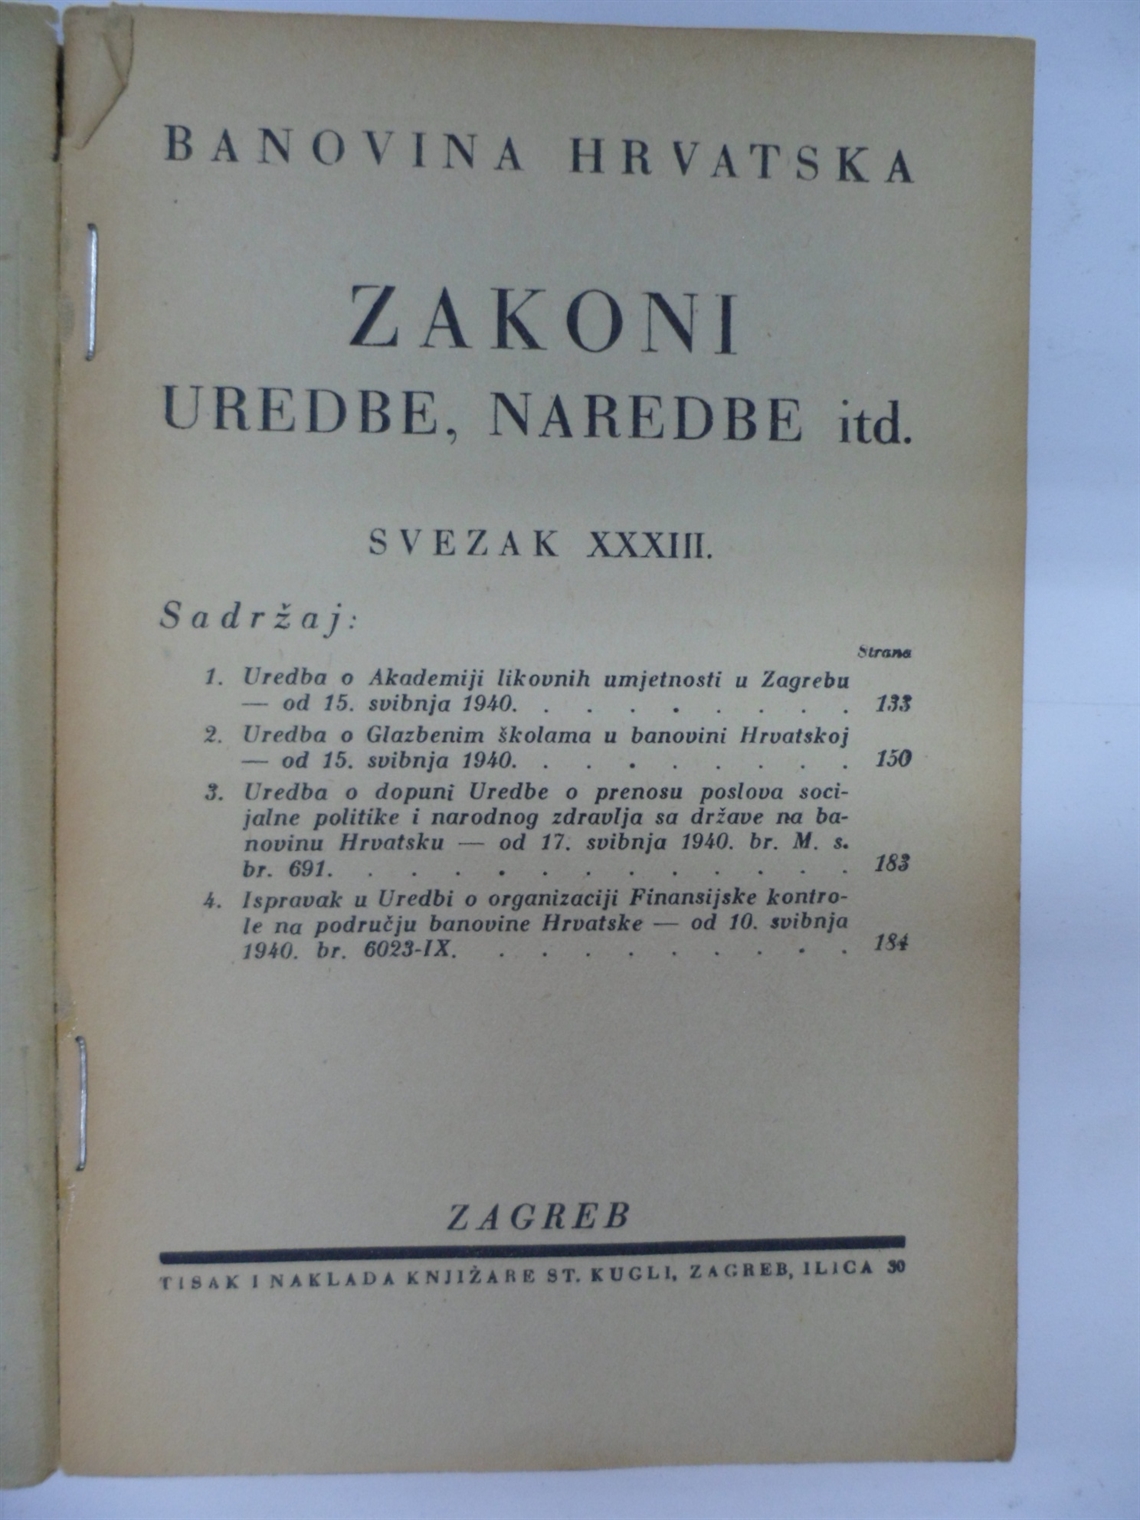 BANOVINA HRVATSKA
ZAKONI
UREDBE, NAREDBE itd.
SVEZAK XXXIII.
Sadržaj:
Strana
1. Uredba o Akademiji likovnih umjetnosti u Zagrebu
— od 15. svibnja 1940. . . . . . . . . 133
2. Uredba o Glazbenim školama u banovini Hrvatskoj
— od 15. svibnja 1940. . . . . . . . . 150
3. Uredba o dopuni Uredbe o prenosu poslova soci-
jalne politike i narodnog zdravlja sa države na ba-
novinu Hrvatsku — od 17. svibnja 1940. br. M. s.
br. 691. . . . . . . . . . . . . 183
4. Ispravak u Uredbi o organizaciji Finansijske kontro-
le na području banovine Hrvatske — od 10. svibnja
1940. br. 6023-IX. . . . . . . . . . 184
ZAGREB
TISAK I NAKLADA KNJIŽARE ST. KUGLI, ZAGREB, ILICA 30